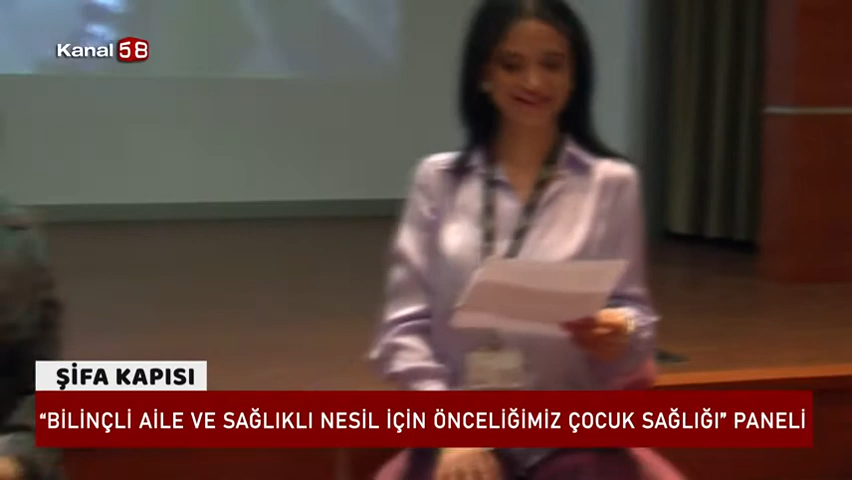 Kanal 58
ŞİFA KAPISI
“BİLİNÇLİ AİLE VE SAĞLIKLI NESİL İÇİN ÖNCELİĞİMİZ ÇOCUK SAĞLIĞI” PANELİ